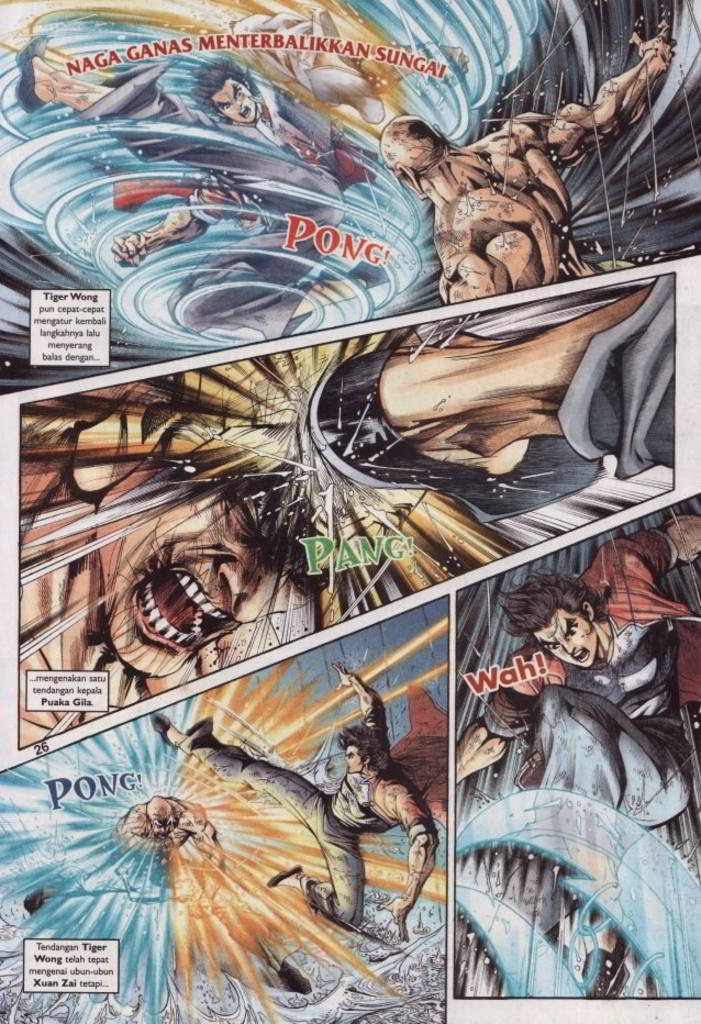 NAGA GANAS MENTERBALIKKAN SUNGAI
PONG!
Tiger Wong
pun cepat-cepat
mengatur kembali
langkahnya lalu
menyerang
balas dengan...
PANG!
...mengenakan satu
tendangan kepala
Puaka Gila.
26
Wah!
PONG!
Tendangan Tiger
Wong telah tepat
mengenai ubun-ubun
Xuan Zai tetapi...